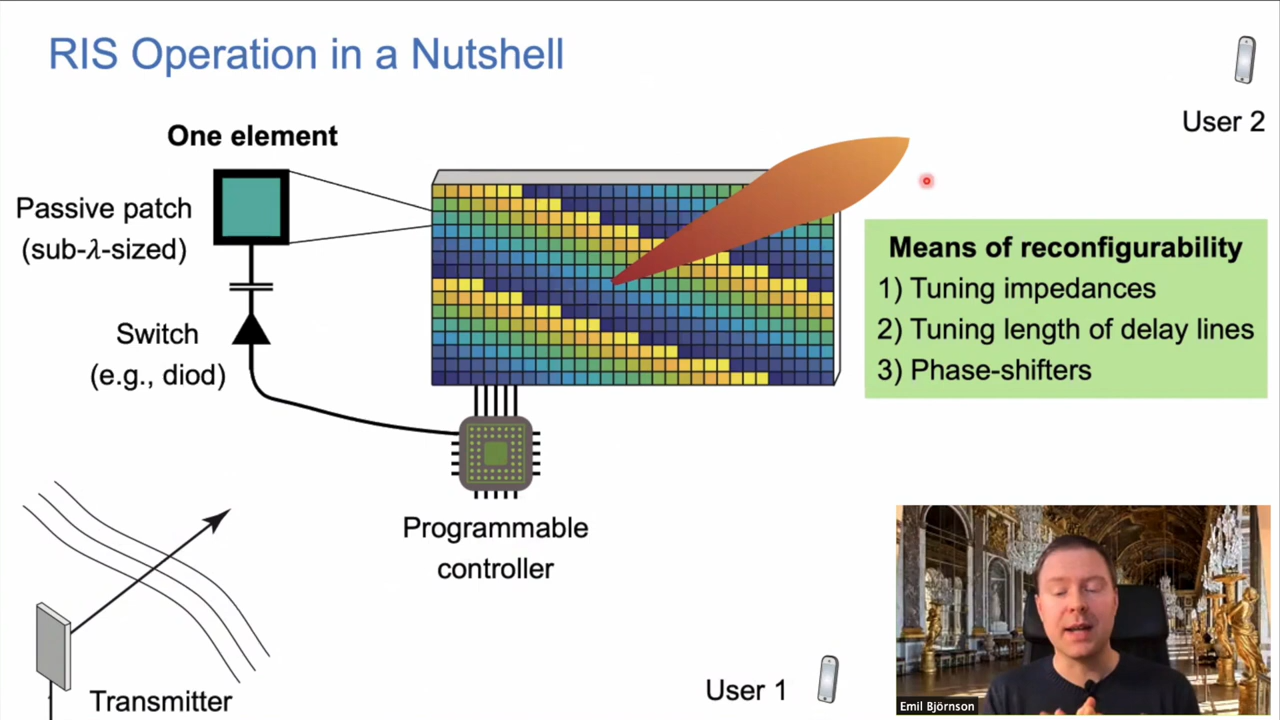 RIS Operation in a Nutshell
User 2
One element
Passive patch
(sub-λ-sized)
Switch
(e.g., diod)
Means of reconfigurability
1) Tuning impedances
2) Tuning length of delay lines
3) Phase-shifters
Programmable
controller
Transmitter
User 1
Emil Björnson